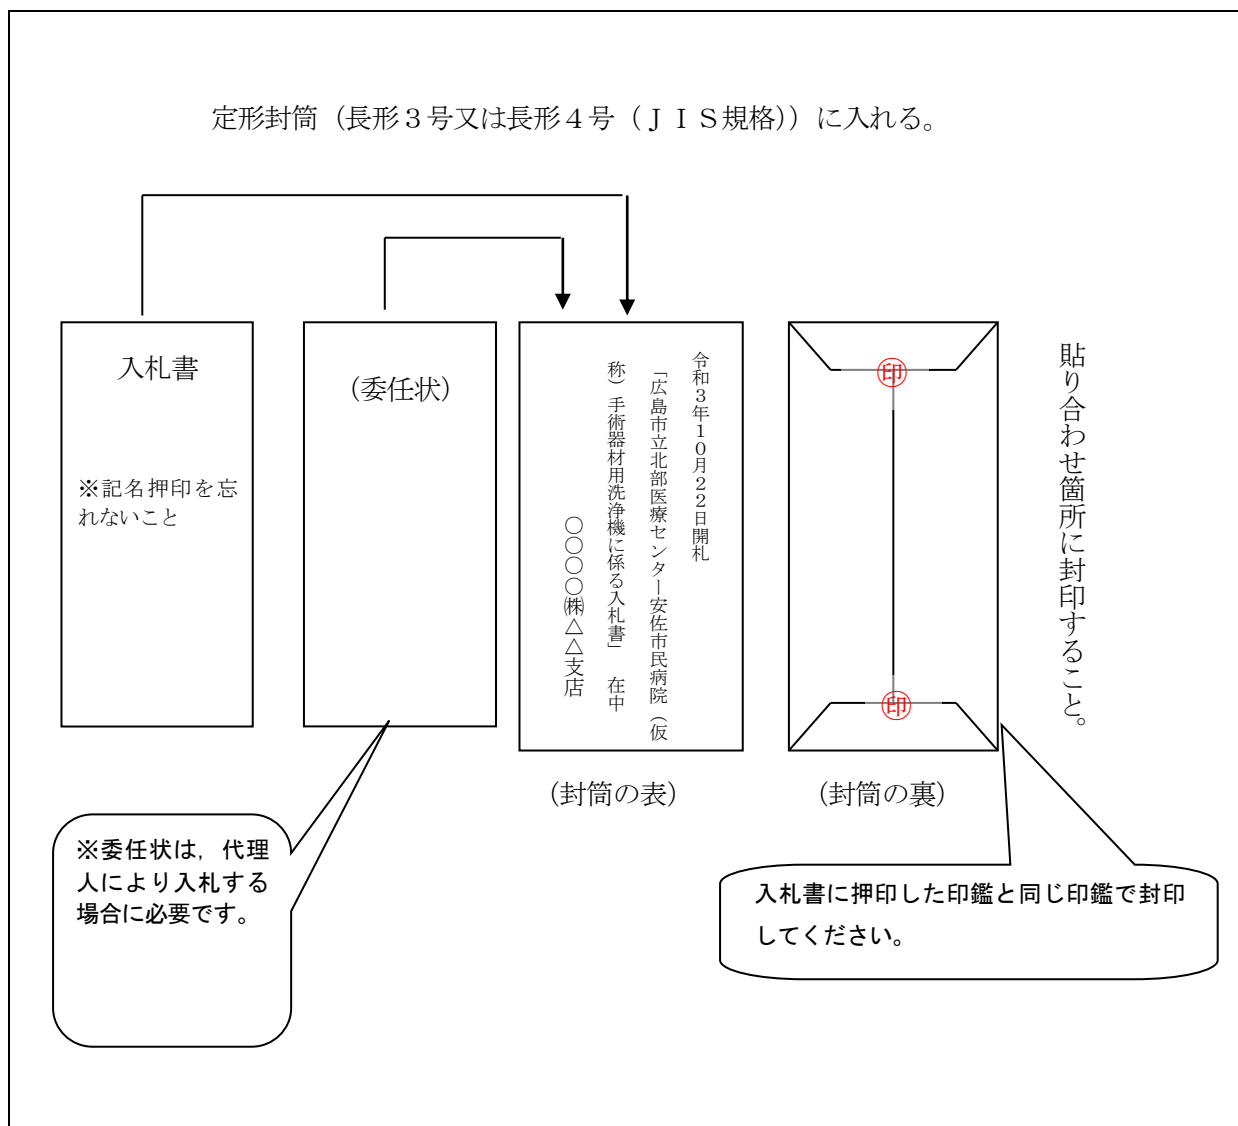 定形封筒（長形３号又は長形４号（ＪＩＳ規格））に入れる。
入札書
※記名押印を忘
れないこと
（委任状）
令和３年１０月２２日開札
「広島市立北部医療センター安佐市民病院（仮
称）手術器材用洗浄機に係る入札書」　在中
〇〇〇〇㈱△△支店
（封筒の表）
印
印
（封筒の裏）
貼り合わせ箇所に封印すること。
※委任状は，代理
人により入札する
場合に必要です。
入札書に押印した印鑑と同じ印鑑で封印
してください。